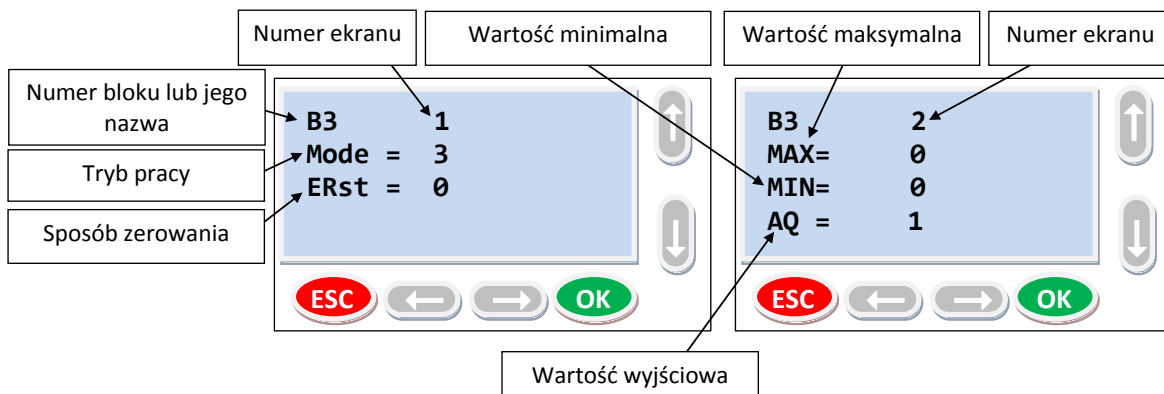 Numer ekranu
Wartość minimalna
Wartość maksymalna
Numer ekranu
Numer bloku lub jego
nazwa
Tryb pracy
Sposób zerowania
B3 1
Mode = 3
ERst = 0
ESC
OK
B3 2
MAX= 0
MIN= 0
AQ = 1
ESC
OK
Wartość wyjściowa